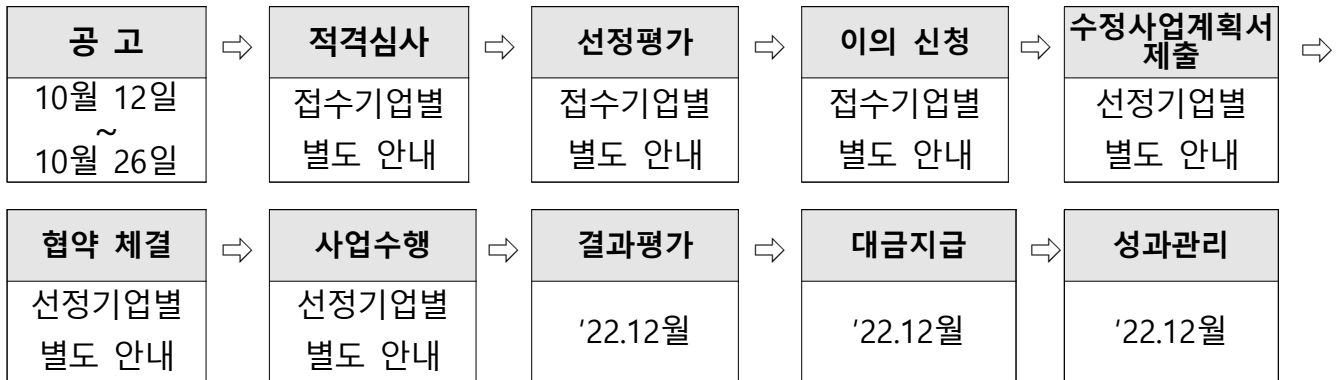 공 고
10월 12일
~
10월 26일
⇨
적격심사
접수기업별
별도 안내
⇨
선정평가
접수기업별
별도 안내
⇨
이의 신청
접수기업별
별도 안내
⇨
수정사업계획서
제출
선정기업별
별도 안내
⇨
협약 체결
선정기업별
별도 안내
⇨
사업수행
선정기업별
별도 안내
⇨
결과평가
'22.12월
⇨
대금지급
'22.12월
⇨
성과관리
'22.12월